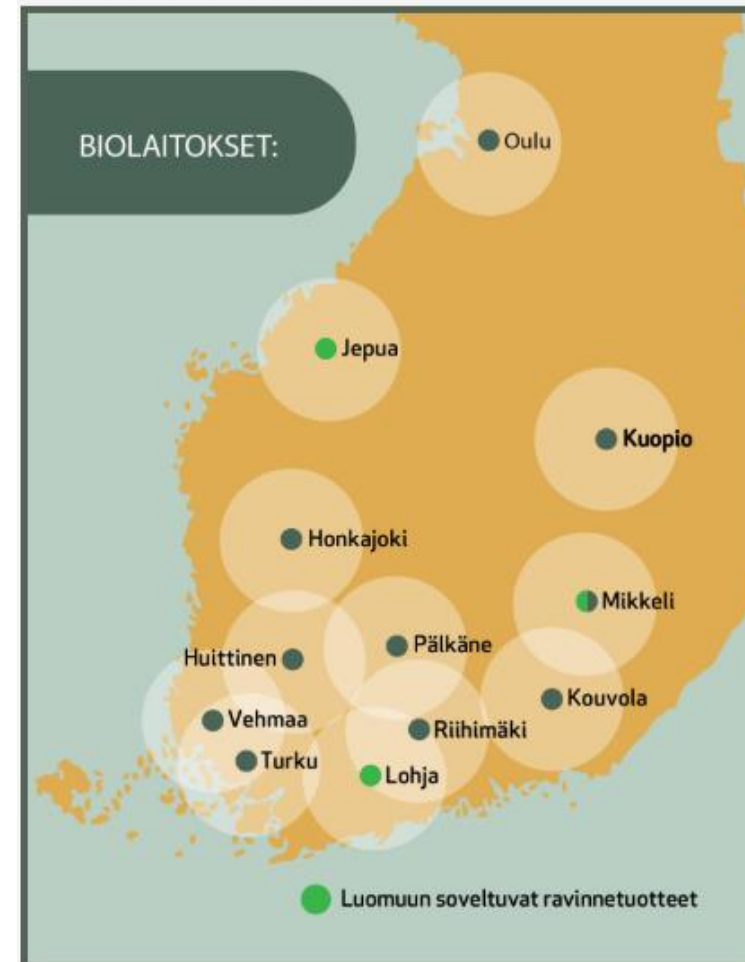 BIOLAITOKSET:
Oulu
Jepua
Kuopio
Honkajoki
Mikkeli
Pälkäne
Huittinen
Kouvola
Vehmaa
Riihimäki
Turku
Lohja
Luomuun soveltuvat ravinnetuotteet